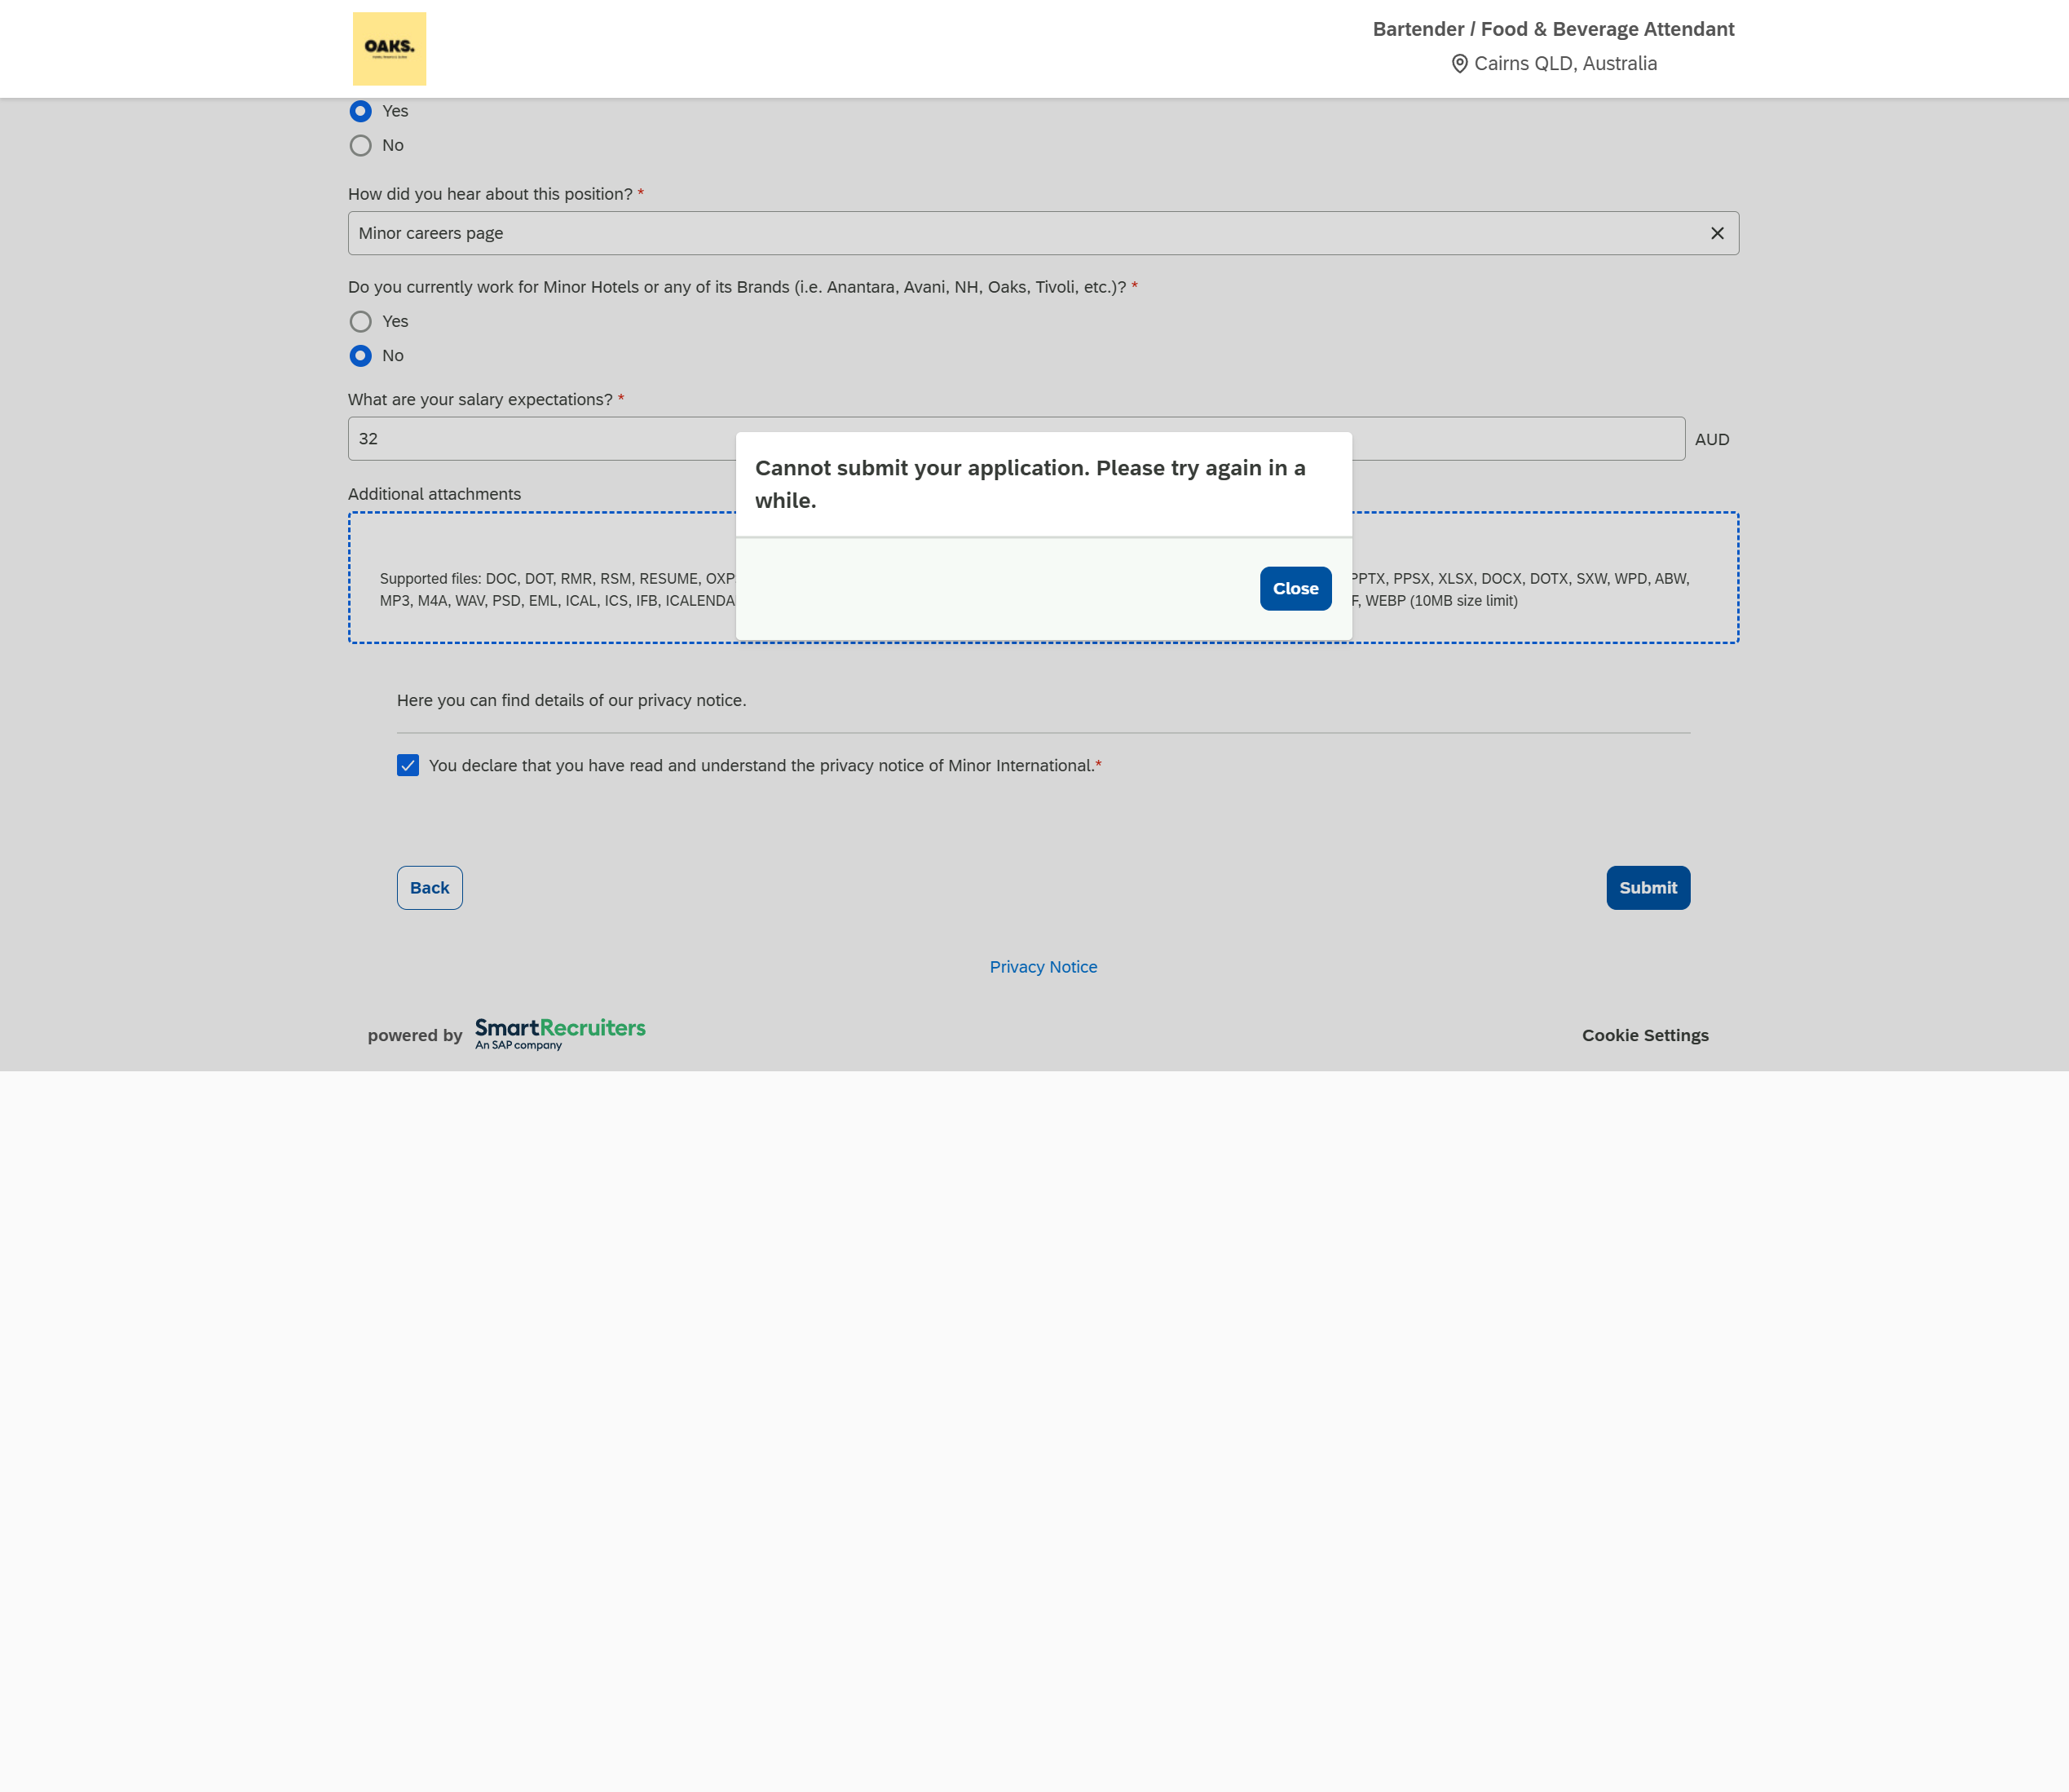 OAKS.
Bartender / Food & Beverage Attendant
Cairns QLD, Australia
Yes
No
How did you hear about this position? *
Minor careers page
Do you currently work for Minor Hotels or any of its Brands (i.e. Anantara, Avani, NH, Oaks, Tivoli, etc.)? *
Yes
No
What are your salary expectations? *
32
AUD
Cannot submit your application. Please try again in a
while.
Close
Additional attachments
Supported files: DOC, DOT, RMR, RSM, RESUME, OXP
PPTX, PPSX, XLSX, DOCX, DOTX, SXW, WPD, ABW,
MP3, M4A, WAV, PSD, EML, ICAL, ICS, IFB, ICALENDA
F, WEBP (10MB size limit)
Here you can find details of our privacy notice.
You declare that you have read and understand the privacy notice of Minor International.*
Back
Submit
Privacy Notice
powered by SmartRecruiters
An SAP company
Cookie Settings